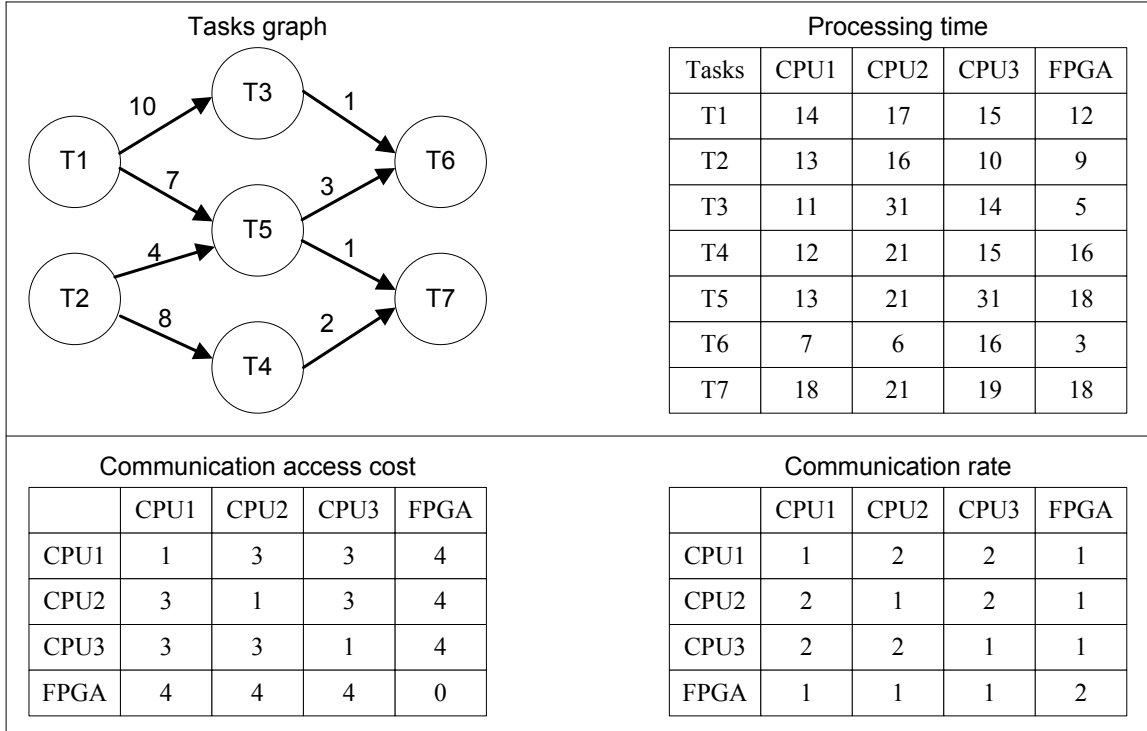 Tasks graph
T1
T2
T3
T4
T5
T6
T7
10
7
4
8
1
3
1
2
Processing time
Tasks CPU1 CPU2 CPU3 FPGA
T1 14 17 15 12
T2 13 16 10 9
T3 11 31 14 5
T4 12 21 15 16
T5 13 21 31 18
T6 7 6 16 3
T7 18 21 19 18
Communication access cost
CPU1 CPU2 CPU3 FPGA
CPU1 1 3 3 4
CPU2 3 1 3 4
CPU3 3 3 1 4
FPGA 4 4 4 0
Communication rate
CPU1 CPU2 CPU3 FPGA
CPU1 1 2 2 1
CPU2 2 1 2 1
CPU3 2 2 1 1
FPGA 1 1 1 2